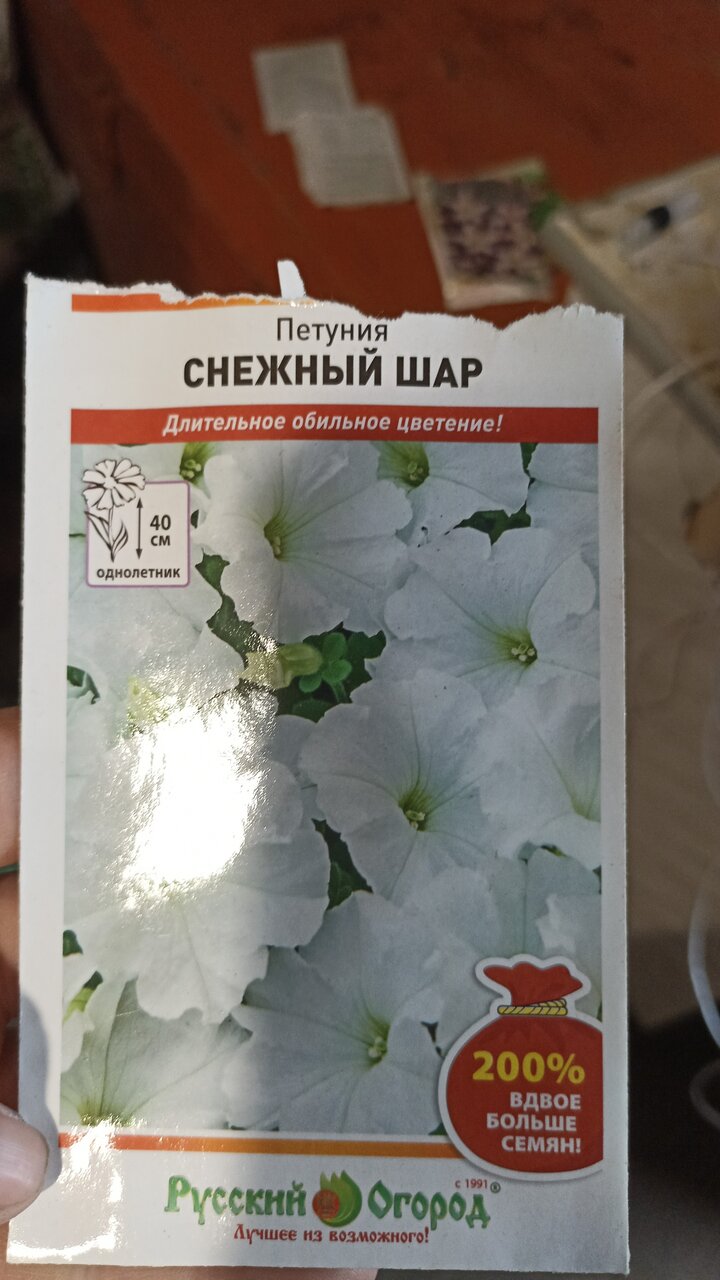 Петуния
СНЕЖНЫЙ ШАР
Длительное обильное цветение!
40
см
однолетник
200%
ВДВОЕ
БОЛЬШЕ
СЕМЯН!
с 1991
Русский Огород®
Лучшее из возможного!